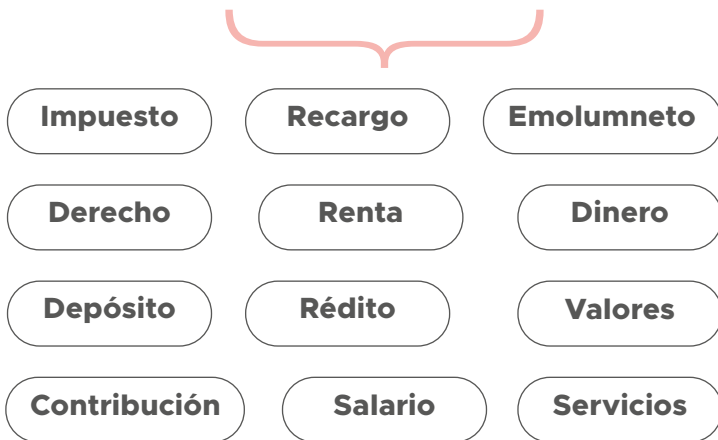 Impuesto Recargo Emolumneto
Derecho Renta Dinero
Depósito Rédito Valores
Contribución Salario Servicios